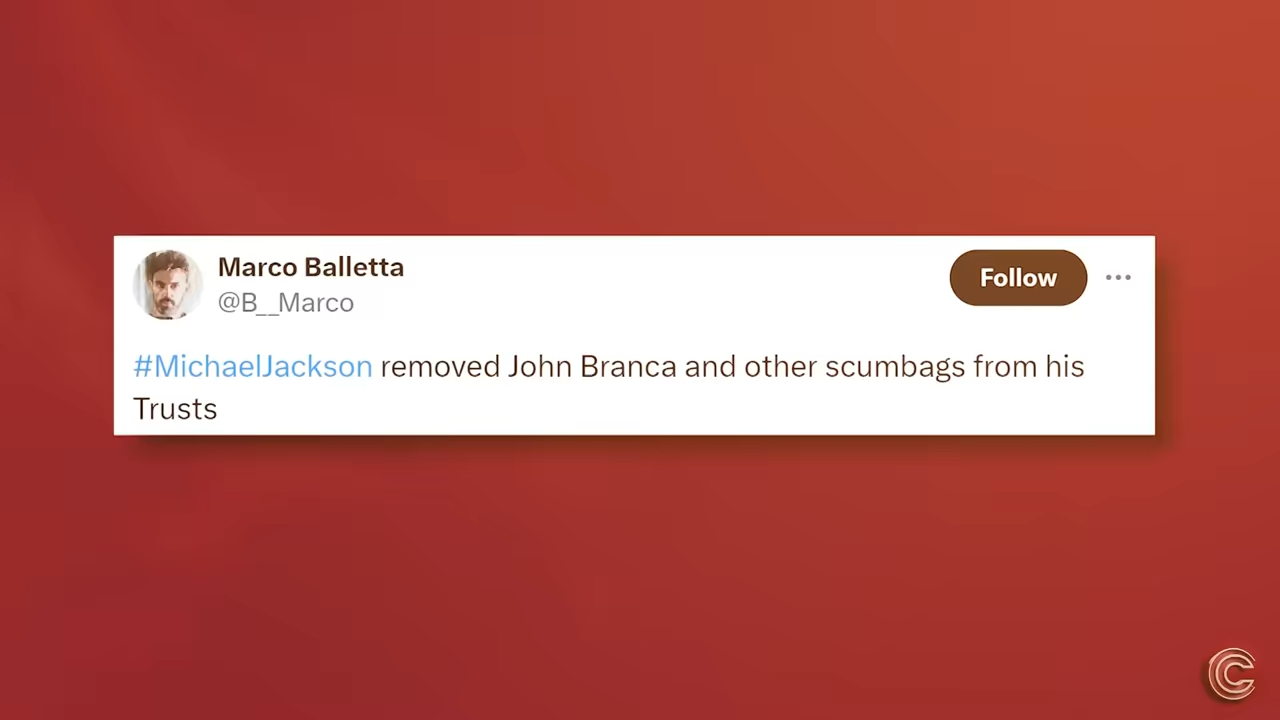 Marco Balletta
Follow
@B__Marco
#MichaelJackson removed John Branca and other scumbags from his
Trusts